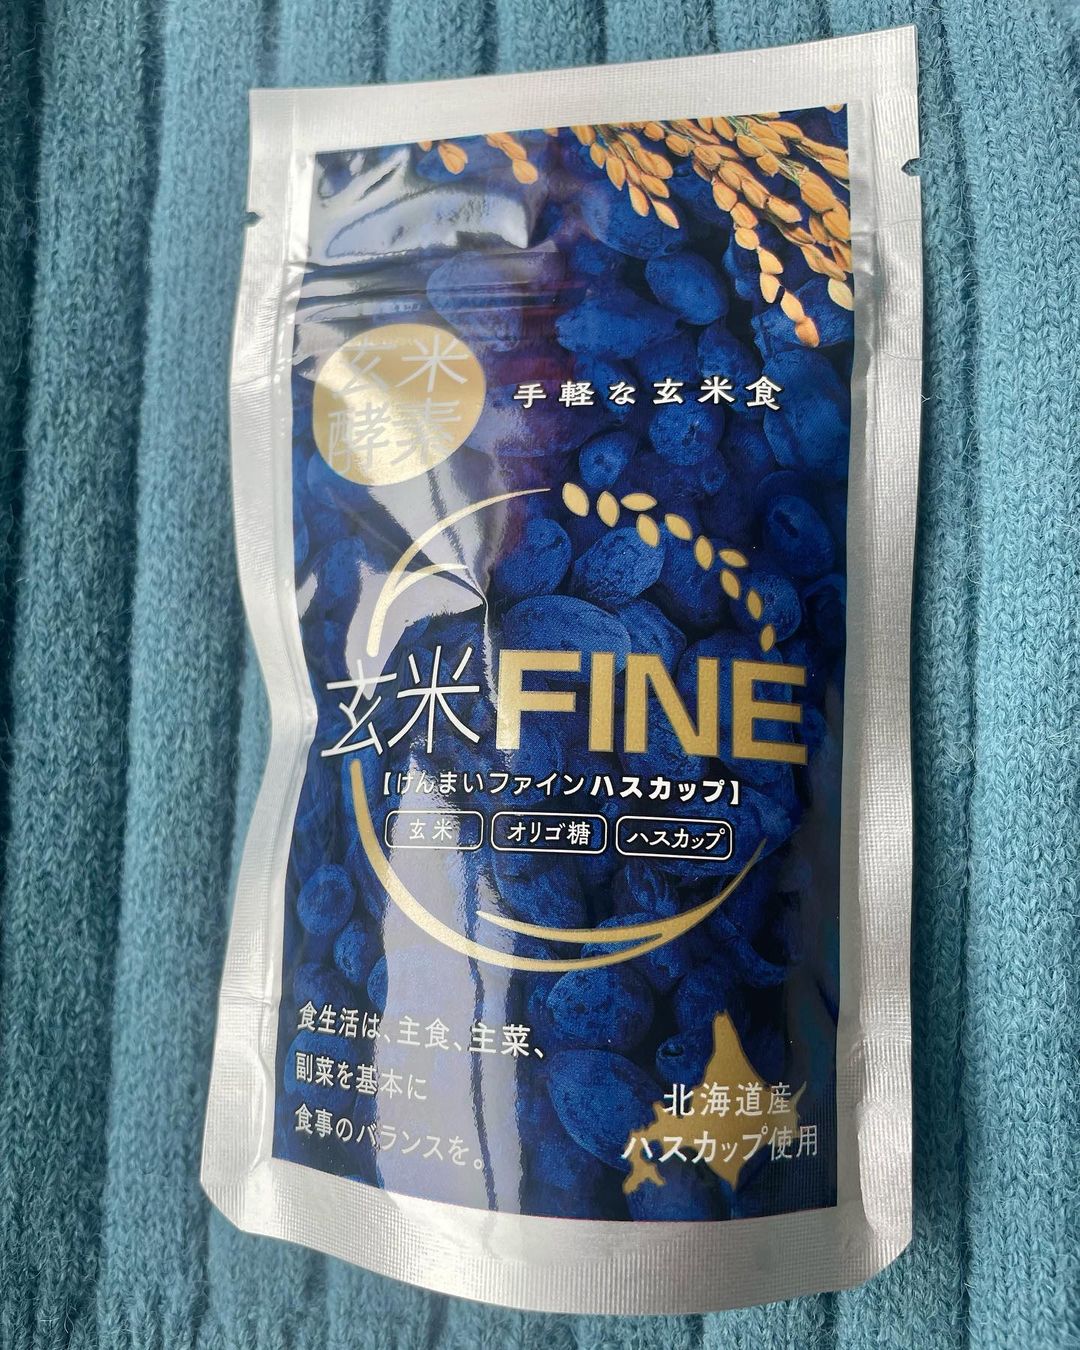 玄米
酵素
手軽な玄米食
玄米FINE
【げんまいファインハスカップ】
玄米 オリゴ糖 ハスカップ
食生活は、主食、主菜、
副菜を基本に
食事のバランスを。
北海道産
ハスカップ使用